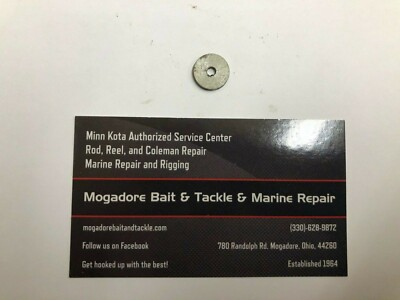 Minn Kota Authorized Service Center
Rod, Reel, and Coleman Repair
Marine Repair and Rigging
Mogadore Bait & Tackle & Marine Repair
mogadorebaitandtackle.com (330)-628-9872
Follow us on Facebook 780 Randolph Rd. Mogadore, Ohio, 44260
Get hooked up with the best! Established 1964